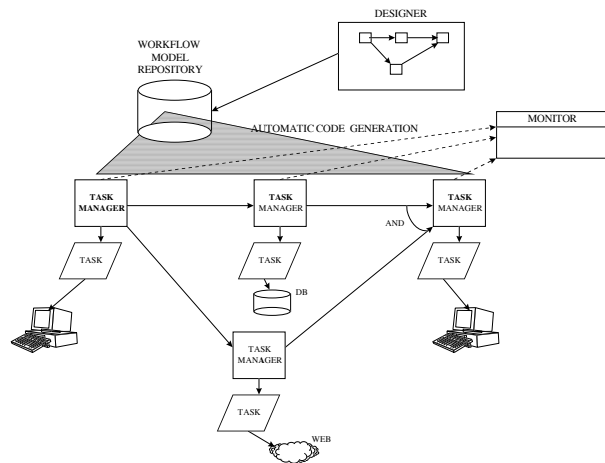 DESIGNER
WORKFLOW
MODEL
REPOSITORY
AUTOMATIC CODE GENERATION
MONITOR
TASK
MANAGER
TASK
MANAGER
TASK
MANAGER
AND
TASK
TASK
TASK
DB
TASK
MANAGER
TASK
WEB